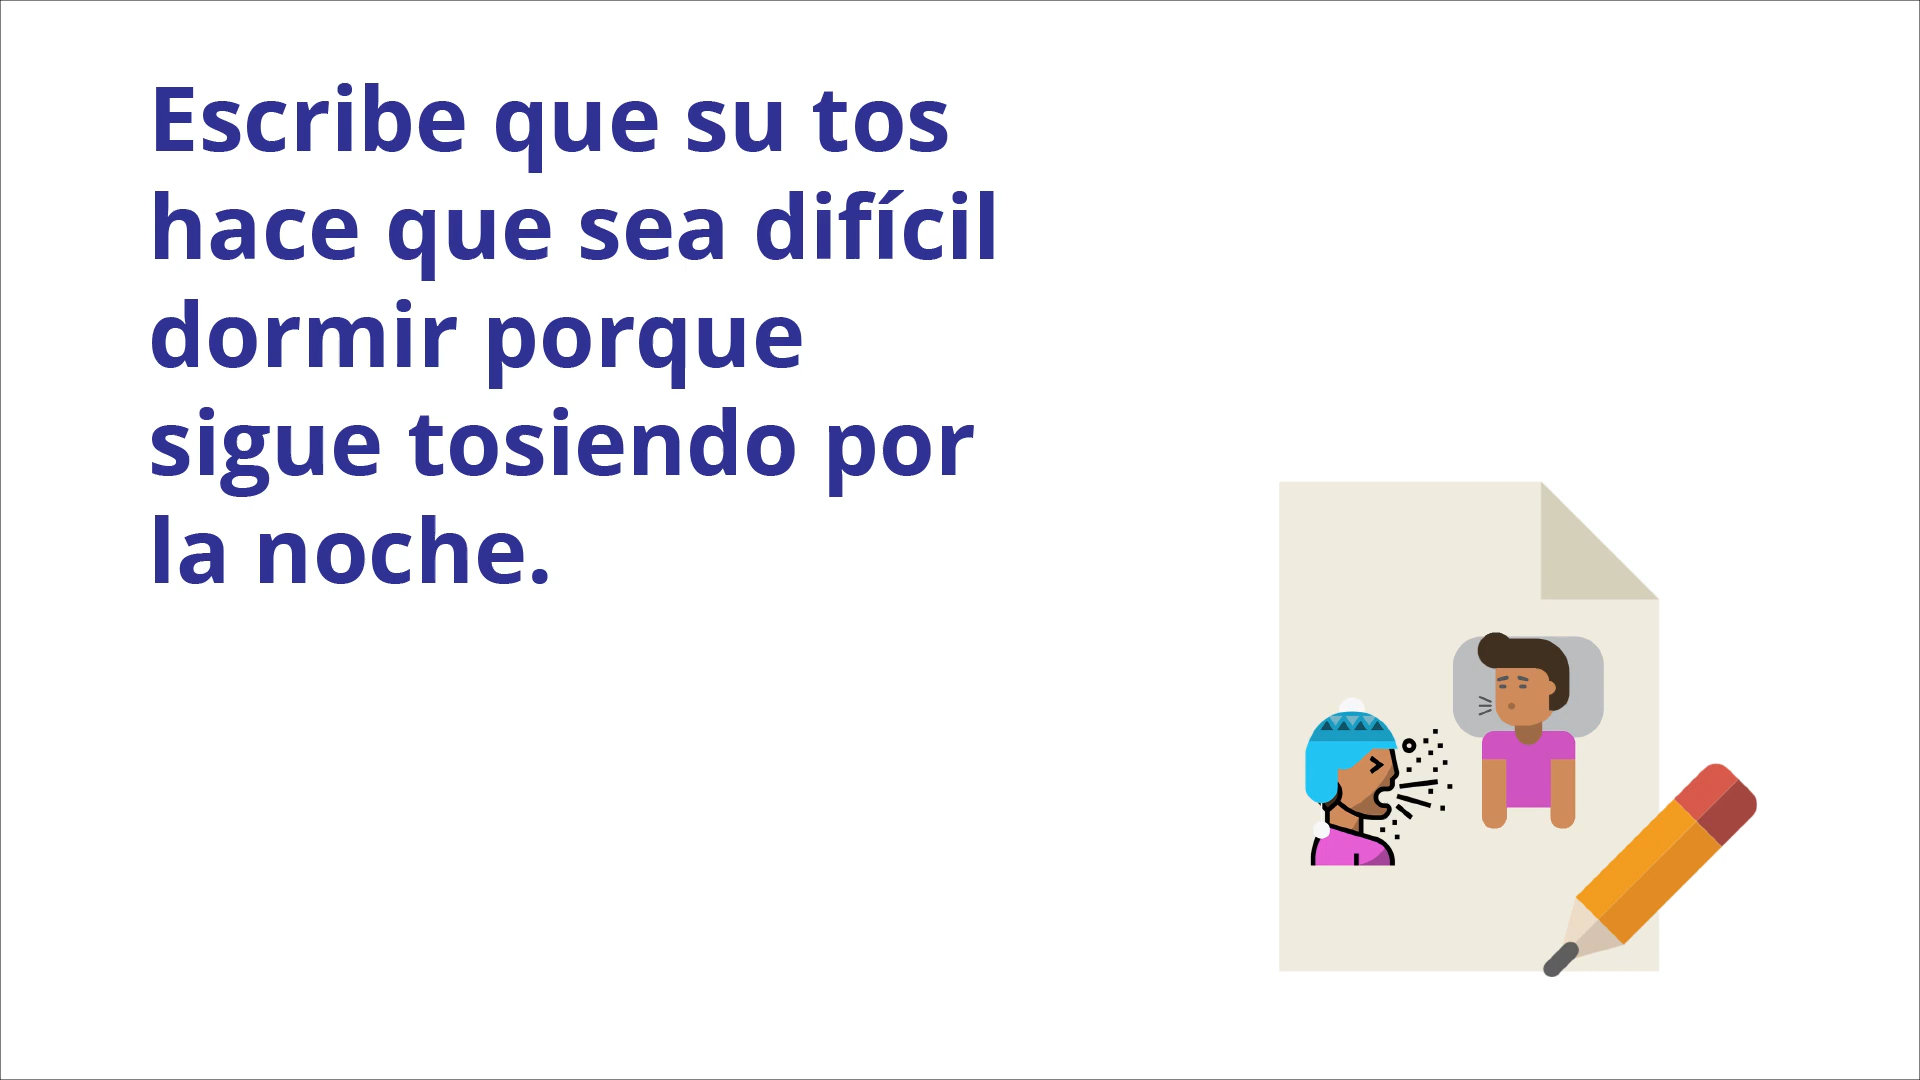 Escribe que su tos
hace que sea difícil
dormir porque
sigue tosiendo por
la noche.